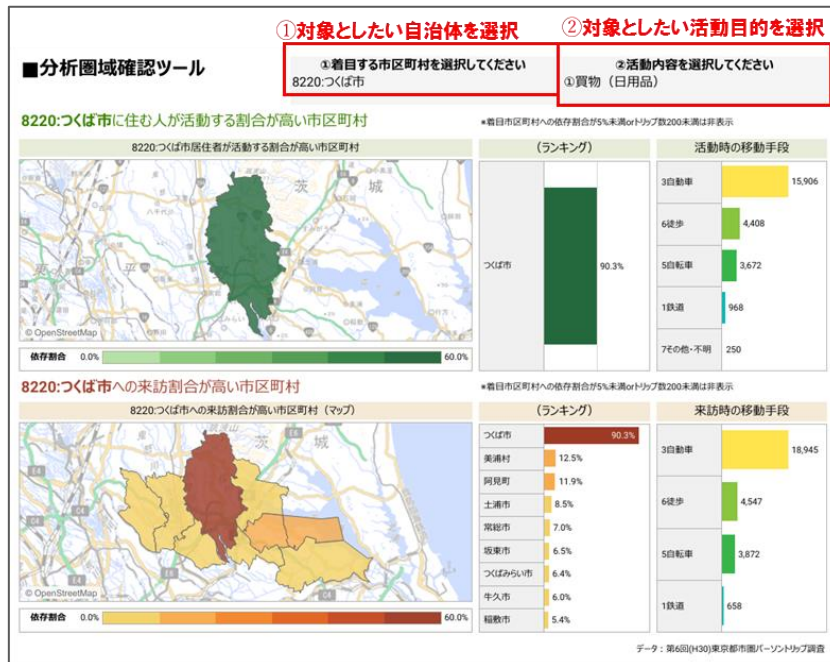 ①対象としたい自治体を選択
②対象としたい活動目的を選択
■分析圏域確認ツール
①着目する市区町村を選択してください
8220:つくば市
②活動内容を選択してください
①買物（日用品）
8220:つくば市に住む人が活動する割合が高い市区町村
*着目市区町村への依存割合が5%未満orトリップ数200未満は非表示
8220:つくば市居住者が活動する割合が高い市区町村
（ランキング）
活動時の移動手段
茨
城
© OpenStreetMap
つくば市
90.3%
3自動車
15,906
6徒歩
4,408
5自転車
3,672
1鉄道
968
7その他・不明
250
依存割合
0.0%
60.0%
8220:つくば市への来訪割合が高い市区町村
*着目市区町村への依存割合が5%未満orトリップ数200未満は非表示
8220:つくば市への来訪割合が高い市区町村（マップ）
（ランキング）
来訪時の移動手段
茨
城
E6
E4
C4
© OpenStreetMap
つくば市
90.3%
美浦村
12.5%
阿見町
11.9%
土浦市
8.5%
常総市
7.0%
坂東市
6.5%
つくばみらい市
6.4%
牛久市
6.0%
稲敷市
5.4%
3自動車
18,945
6徒歩
4,547
5自転車
3,872
1鉄道
658
依存割合
0.0%
60.0%
データ：第6回(H30)東京都市圏パーソントリップ調査